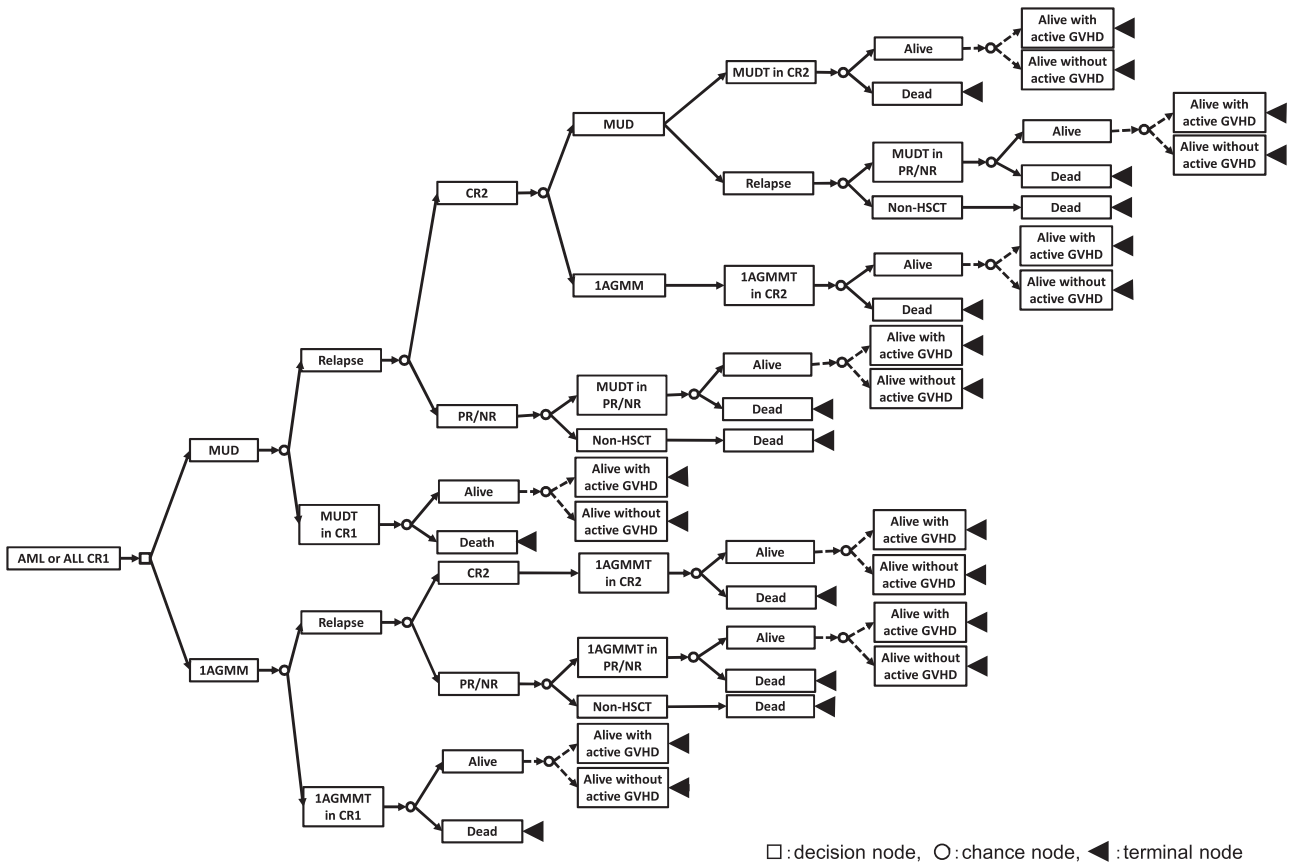 Alive with
active GVHD
Alive
MUDT in CR2
Alive without
active GVHD
Dead
MUD
Alive with
active GVHD
Alive
MUDT in
PR/NR
Alive without
active GVHD
Relapse
Dead
CR2
Non-HSCT
Dead
Alive with
active GVHD
Alive
1AGMM
1AGMMT
in CR2
Alive without
active GVHD
Dead
Relapse
Alive with
active GVHD
Alive
MUDT in
PR/NR
Alive without
active GVHD
PR/NR
Dead
Non-HSCT
Dead
MUD
Alive with
active GVHD
Alive
MUDT
in CR1
Alive without
active GVHD
Death
AML or ALL CR1
Alive with
active GVHD
Alive
CR2
1AGMMT
in CR2
Alive without
active GVHD
Dead
Relapse
Alive with
active GVHD
Alive
1AGMMT in
PR/NR
Alive without
active GVHD
1AGMM
PR/NR
Dead
Non-HSCT
Dead
Alive with
active GVHD
Alive
Alive without
active GVHD
1AGMMT
in CR1
Dead
: decision node, : chance node, : terminal node